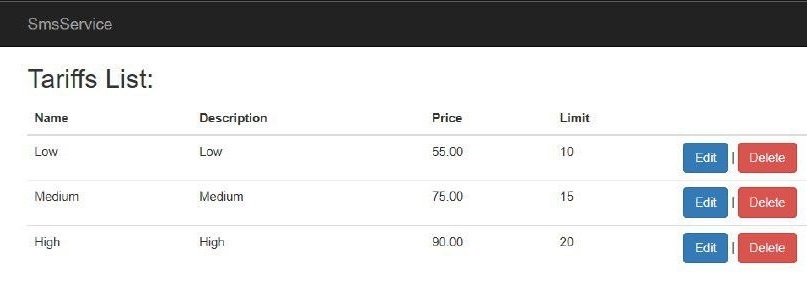 SmsService
Tariffs List:
Name Description Price Limit
Low Low 55.00 10 Edit | Delete
Medium Medium 75.00 15 Edit | Delete
High High 90.00 20 Edit | Delete